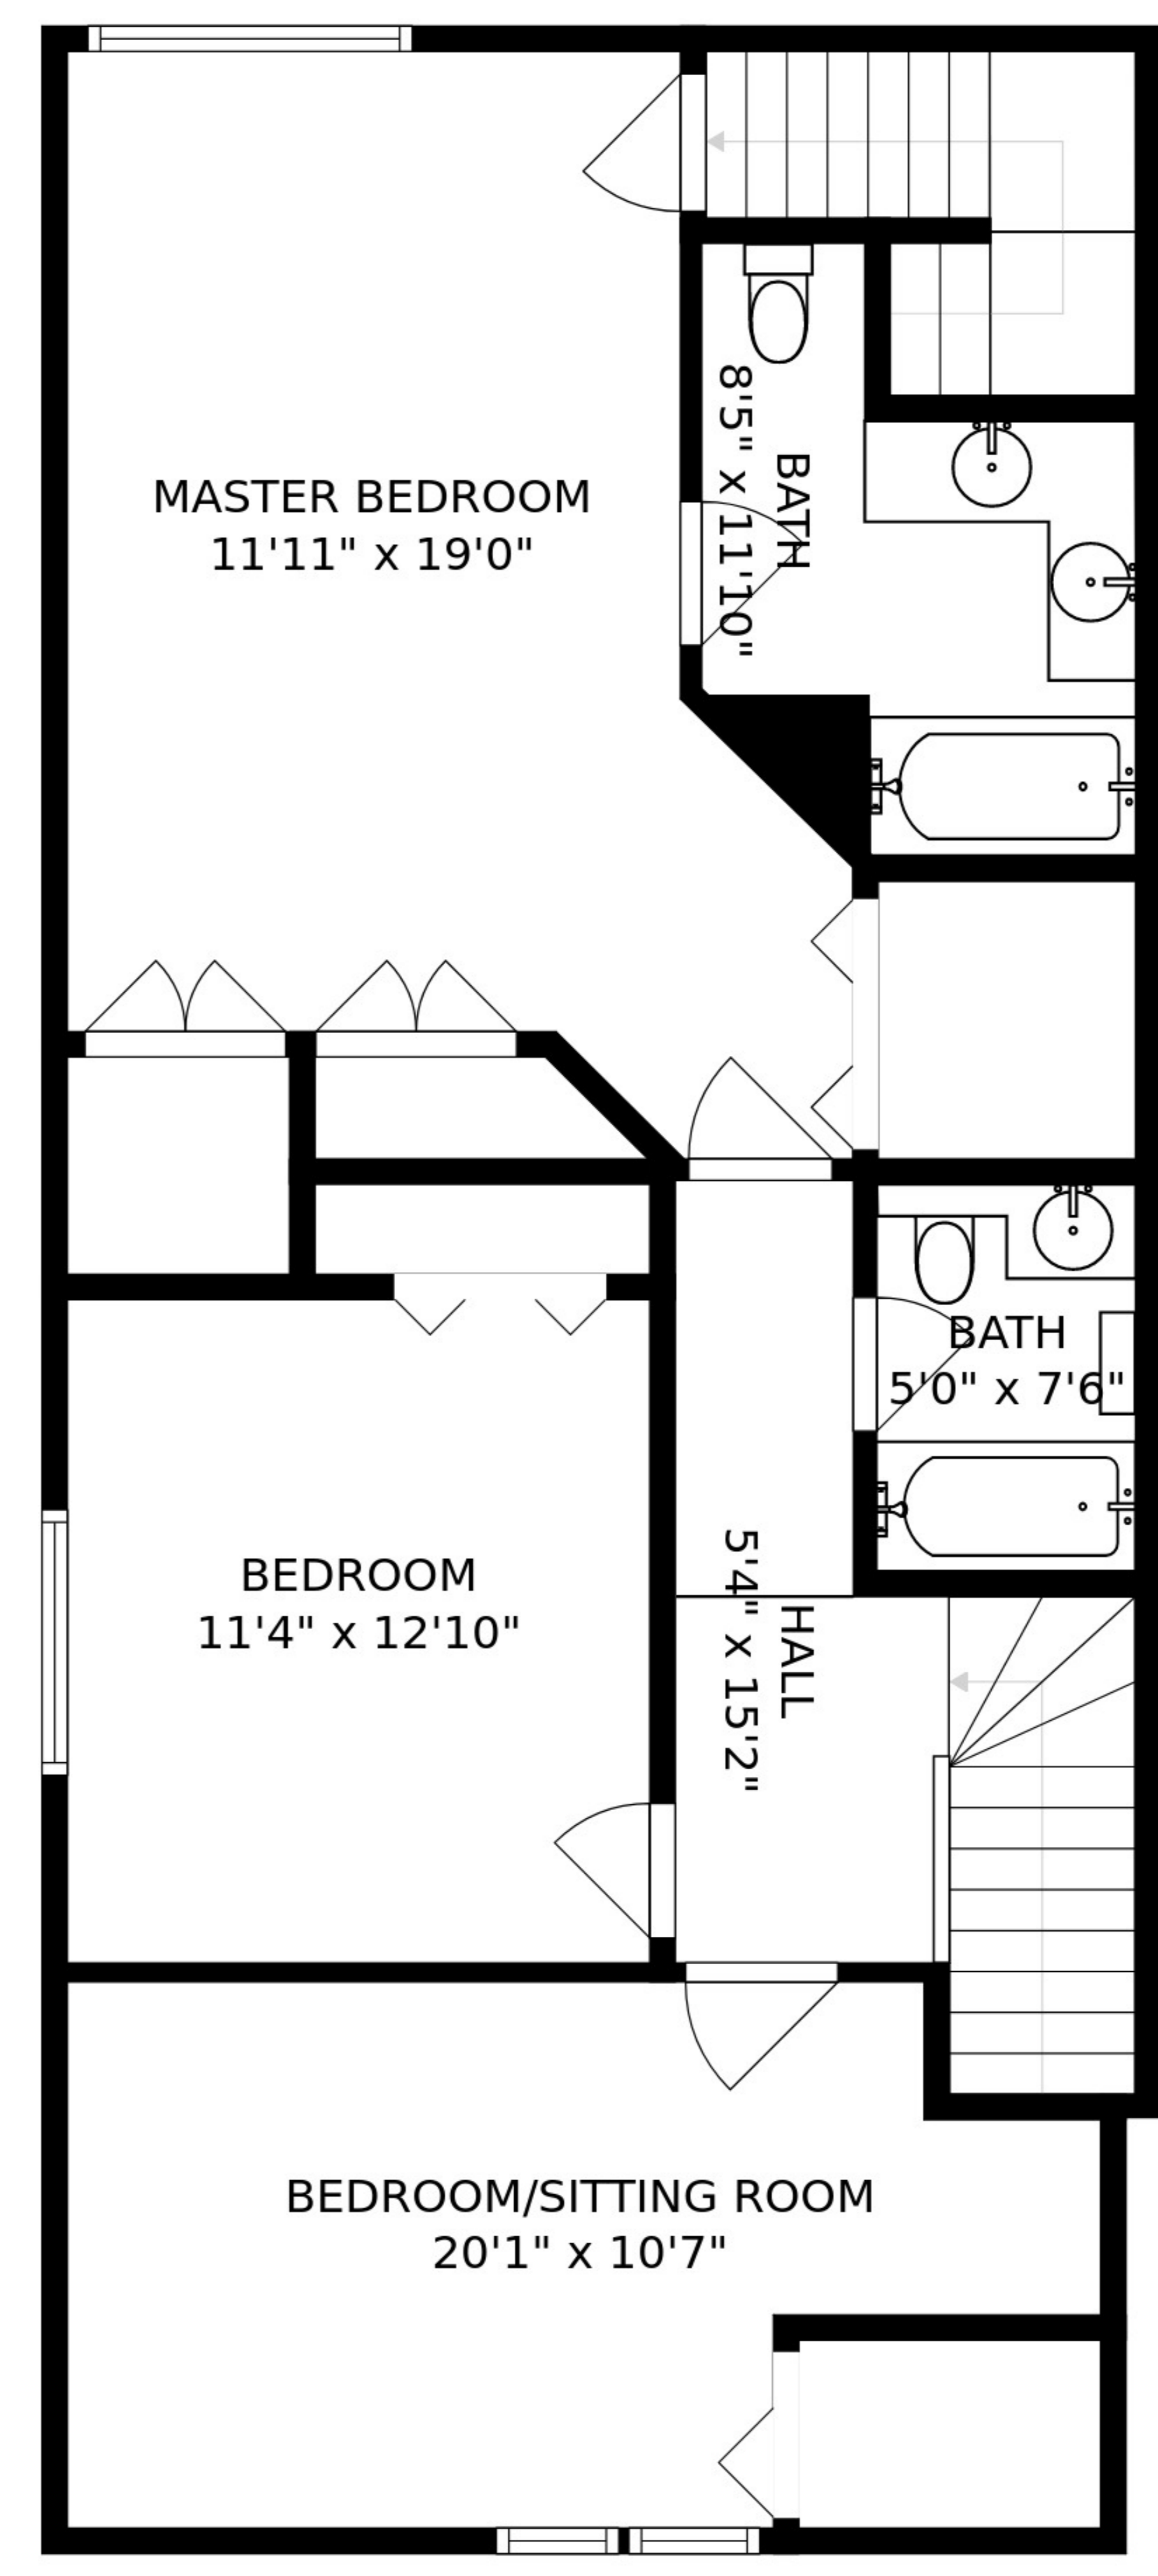 MASTER BEDROOM
11'11" x 19'0"
BATH
8'5" x 11'10"
BATH
5'0" x 7'6"
BEDROOM
11'4" x 12'10"
HALL
5'4" x 15'2"
BEDROOM/SITTING ROOM
20'1" x 10'7"